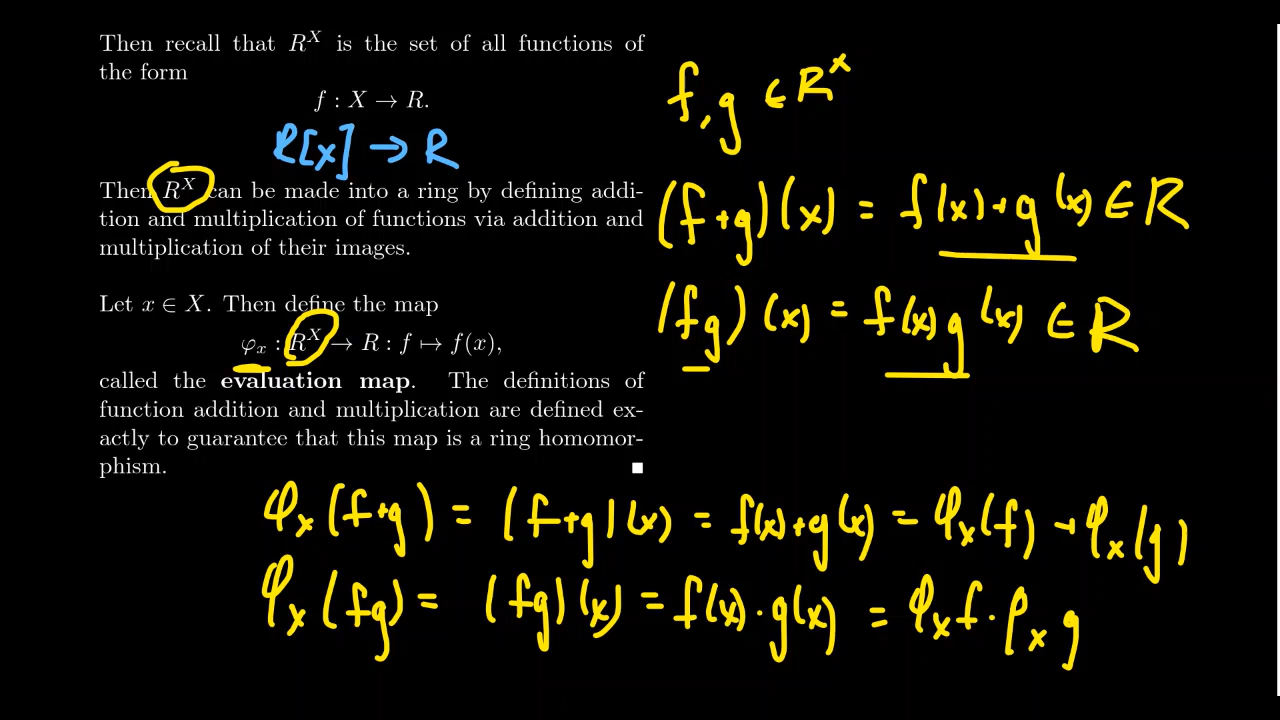 Then recall that R^X is the set of all functions of
the form
f : X → R.
R[x] → R
Then R^X can be made into a ring by defining addi-
tion and multiplication of functions via addition and
multiplication of their images.
Let x ∈ X. Then define the map
φ_x : R^X → R : f ↦ f(x),
called the evaluation map. The definitions of
function addition and multiplication are defined ex-
actly to guarantee that this map is a ring homomor-
phism. ■
f, g ∈ R^X
(f+g)(x) = f(x)+g(x) ∈ R
(fg)(x) = f(x)g(x) ∈ R
φ_x(f+g) = (f+g)(x) = f(x)+g(x) = φ_x(f) + φ_x(g)
φ_x(fg) = (fg)(x) = f(x)·g(x) = φ_x f · φ_x g